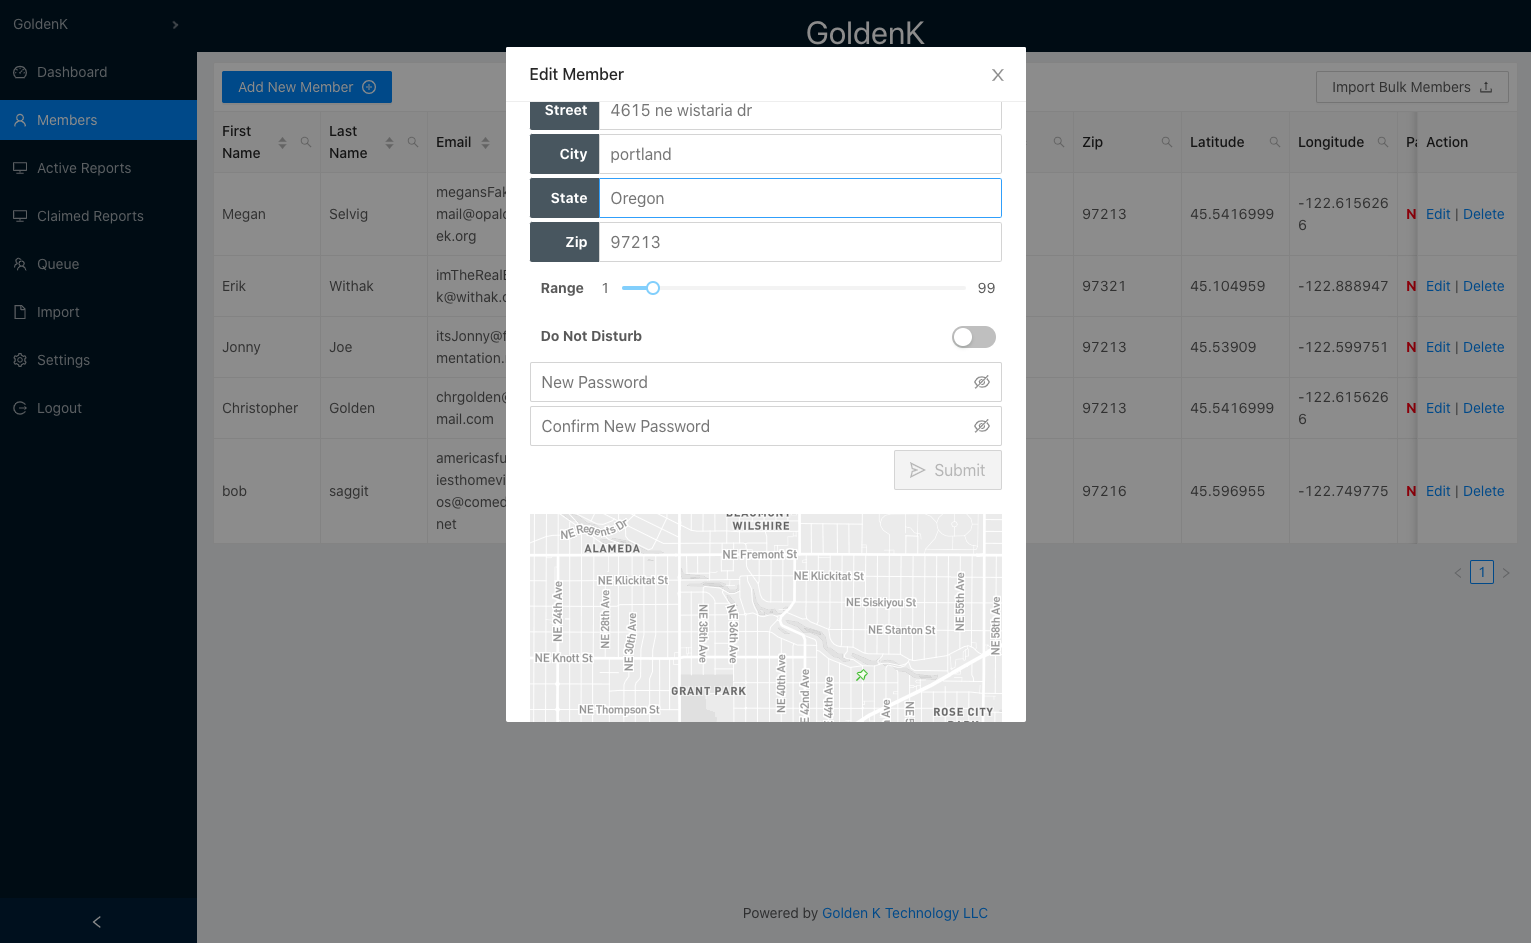 GoldenK
GoldenK
Dashboard
Members
Active Reports
Claimed Reports
Queue
Import
Settings
Logout
Add New Member
Import Bulk Members
First Name
Last Name
Email
Zip
Latitude
Longitude
Action
Megan
Selvig
megansFak
mail@opalc
ek.org
97213
45.5416999
-122.615626
6
N
Edit | Delete
Erik
Withak
imTheRealE
k@withak.c
97321
45.104959
-122.888947
N
Edit | Delete
Jonny
Joe
itsJonny@f
mentation.
97213
45.53909
-122.599751
N
Edit | Delete
Christopher
Golden
chrgolden@
mail.com
97213
45.5416999
-122.615626
6
N
Edit | Delete
bob
saggit
americasfu
iesthomevi
os@comed
net
97216
45.596955
-122.749775
N
Edit | Delete
1
Edit Member
Street
4615 ne wistaria dr
City
portland
State
Oregon
Zip
97213
Range
1
99
Do Not Disturb
New Password
Confirm New Password
Submit
BEAUMONT
WILSHIRE
NE Regents Dr
ALAMEDA
NE Fremont St
NE Klickitat St
NE Klickitat St
NE Siskiyou St
NE Stanton St
NE 24th Ave
NE 28th Ave
NE 30th Ave
NE 35th Ave
NE 36th Ave
NE 55th Ave
NE 58th Ave
NE Knott St
GRANT PARK
NE 40th Ave
NE 42nd Ave
44th Ave
NE Thompson St
ROSE CITY
Powered by Golden K Technology LLC